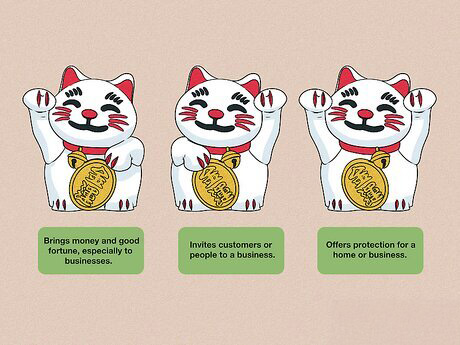 Brings money and good
fortune, especially to
businesses.
Invites customers or
people to a business.
Offers protection for a
home or business.